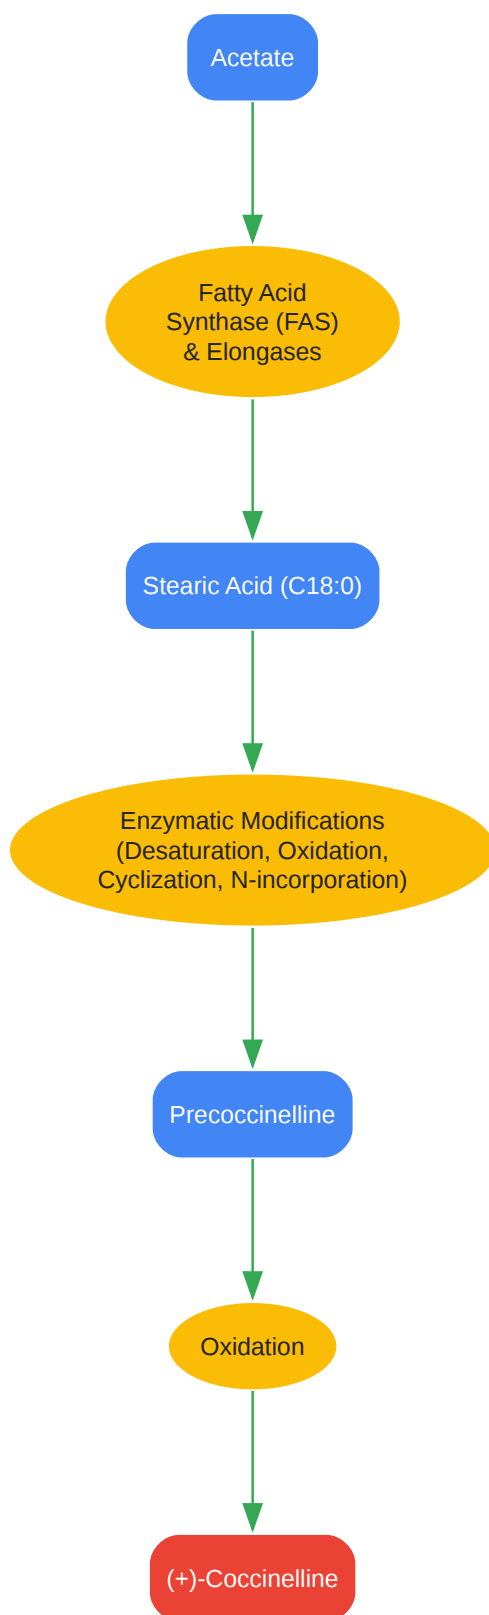 Acetate
Fatty Acid
Synthase (FAS)
& Elongases
Stearic Acid (C18:0)
Enzymatic Modifications
(Desaturation, Oxidation,
Cyclization, N-incorporation)
Precoccinelline
Oxidation
(+)-Coccinelline